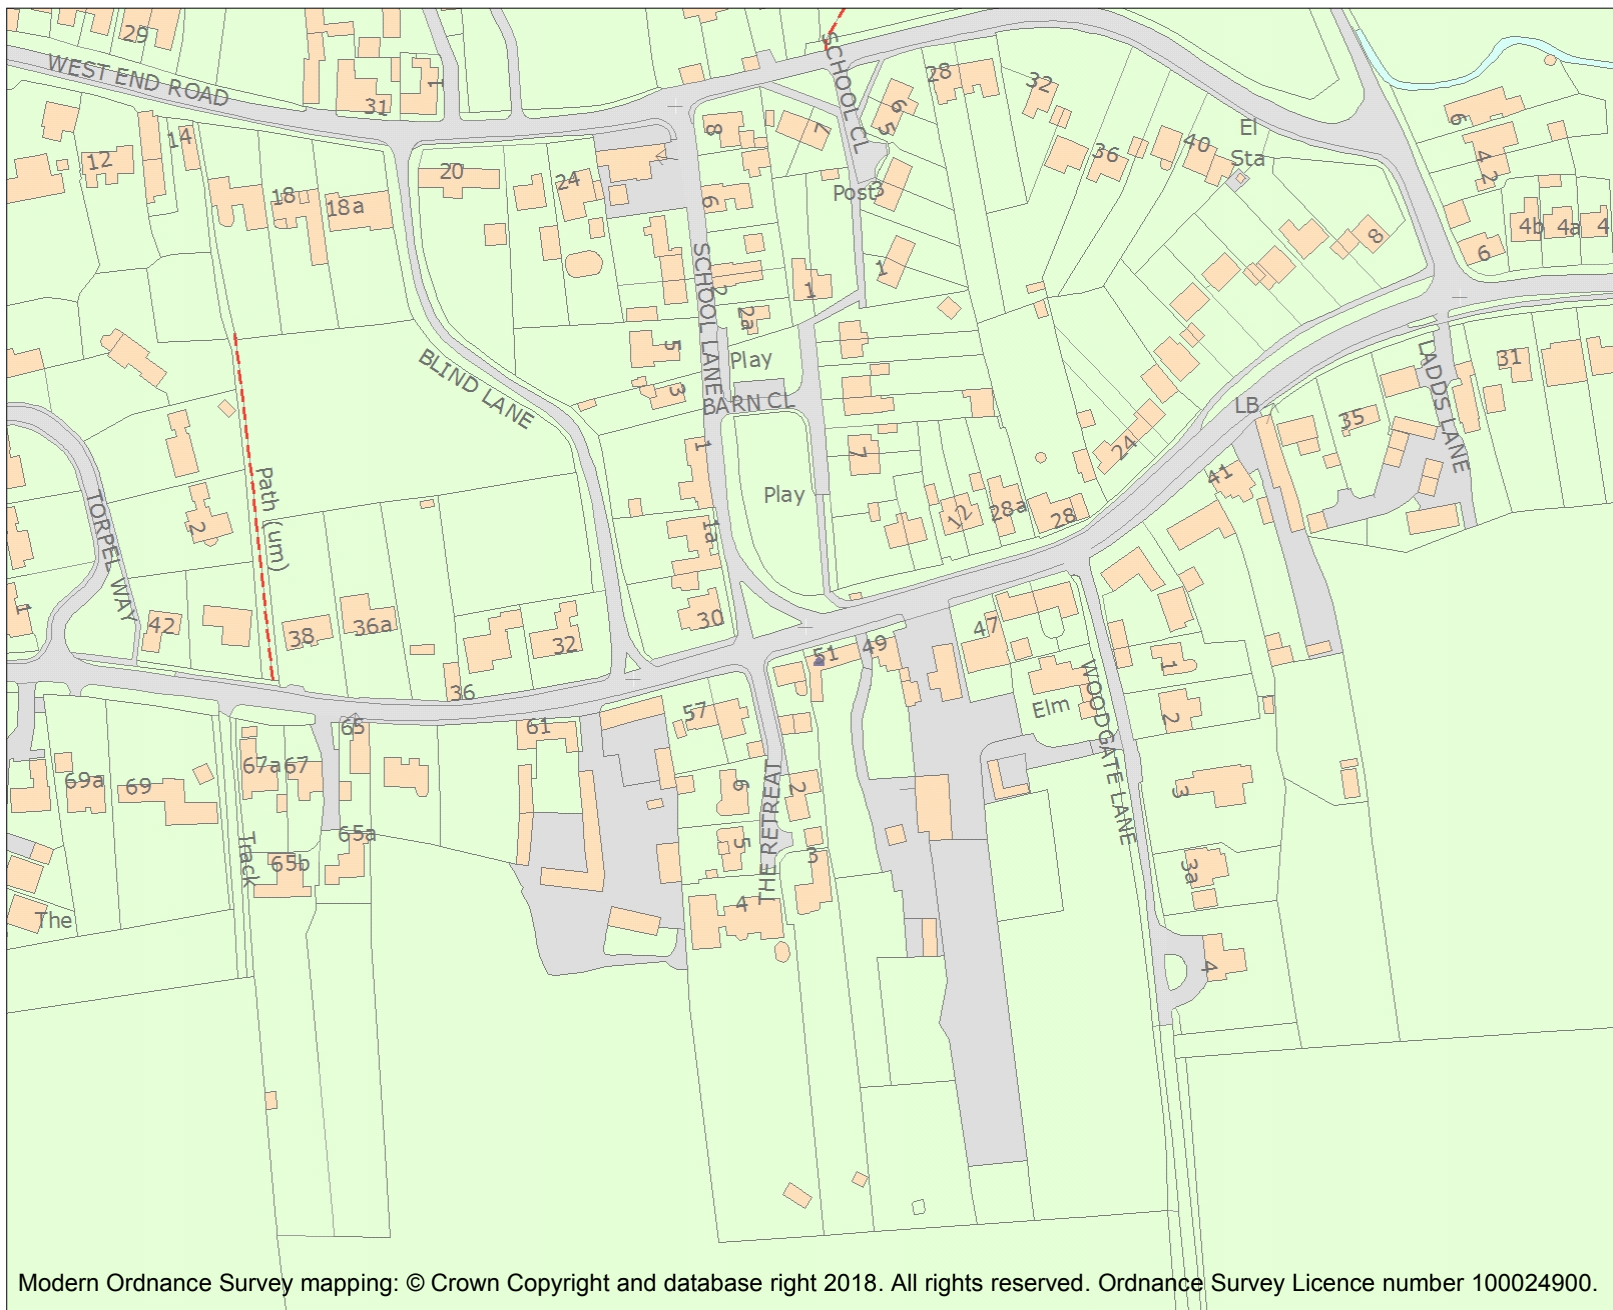 29
WEST END ROAD
31
1
SCHOOL CL
28
32
6
5
7
8
14
12
20
24
18
18a
6
Post
3
36
40
El
Sta
6
4
2
4b
4a
4
6
8
SCHOOL LANE
2
1
1
2a
BLIND LANE
5
3
Play
BARN CL
LADDS LANE
31
LB
35
24
41
1
7
Play
TORPEL WAY
Path (um)
2
1a
12
28a
28
1
42
38
36a
32
30
51
49
47
36
WOODGATE LANE
1
2
Elm
65
61
57
67a
67
69a
69
6
2
THE RETREAT
3
Track
65a
65b
5
3
3a
The
4
4
Modern Ordnance Survey mapping: © Crown Copyright and database right 2018. All rights reserved. Ordnance Survey Licence number 100024900.